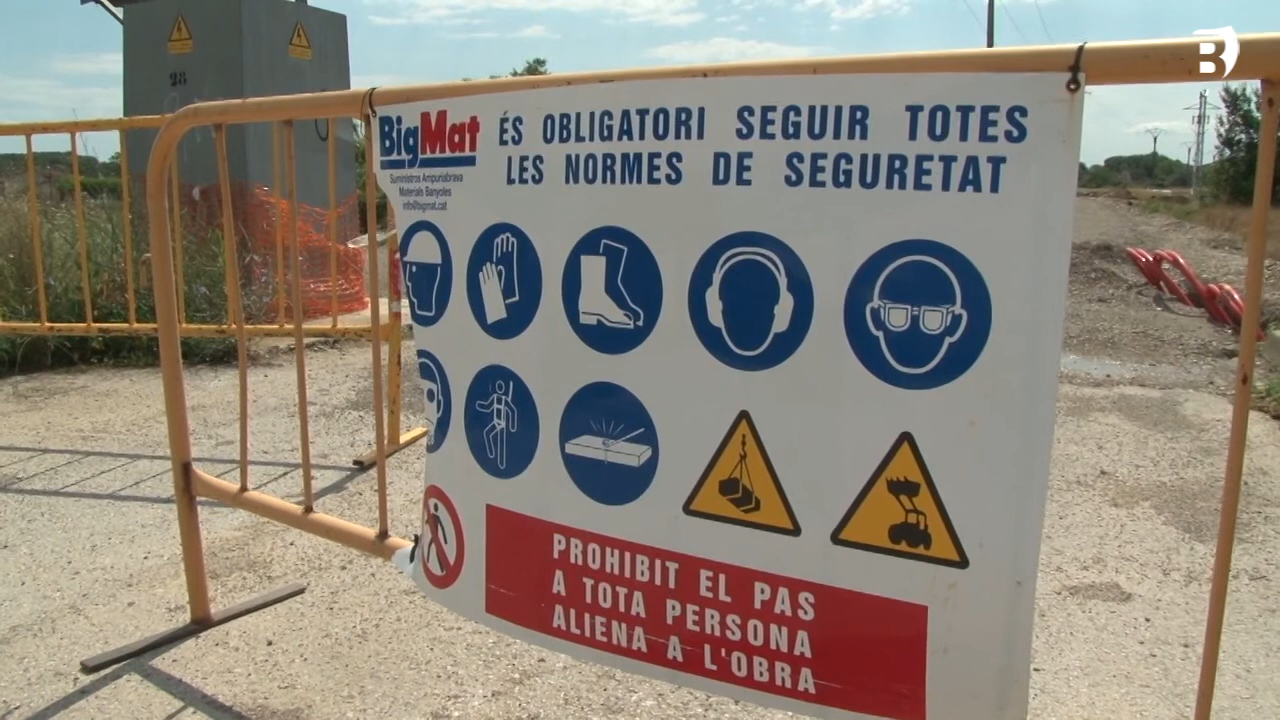 28
B
BigMat
Suministros Ampuriabrava
Materials Banyoles
info@bigmat.cat
ÉS OBLIGATORI SEGUIR TOTES
LES NORMES DE SEGURETAT
PROHIBIT EL PAS
A TOTA PERSONA
ALIENA A L'OBRA